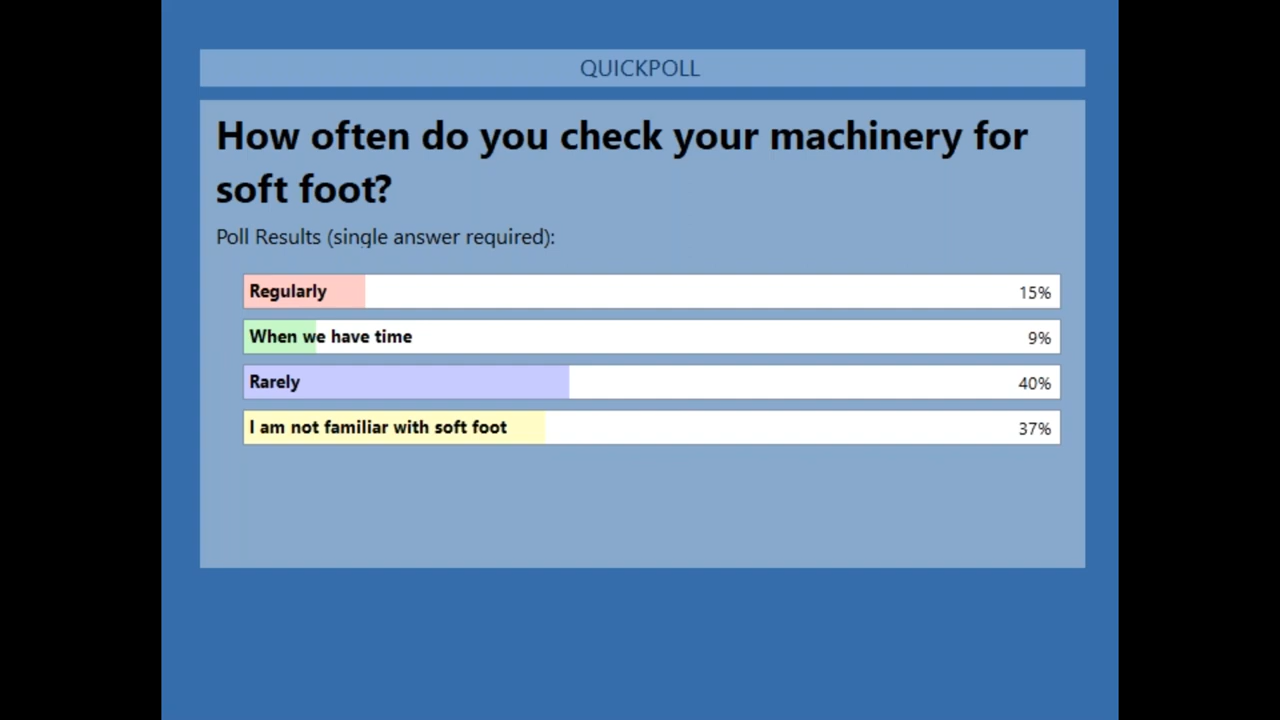 QUICKPOLL
How often do you check your machinery for
soft foot?
Poll Results (single answer required):
Regularly 15%
When we have time 9%
Rarely 40%
I am not familiar with soft foot 37%